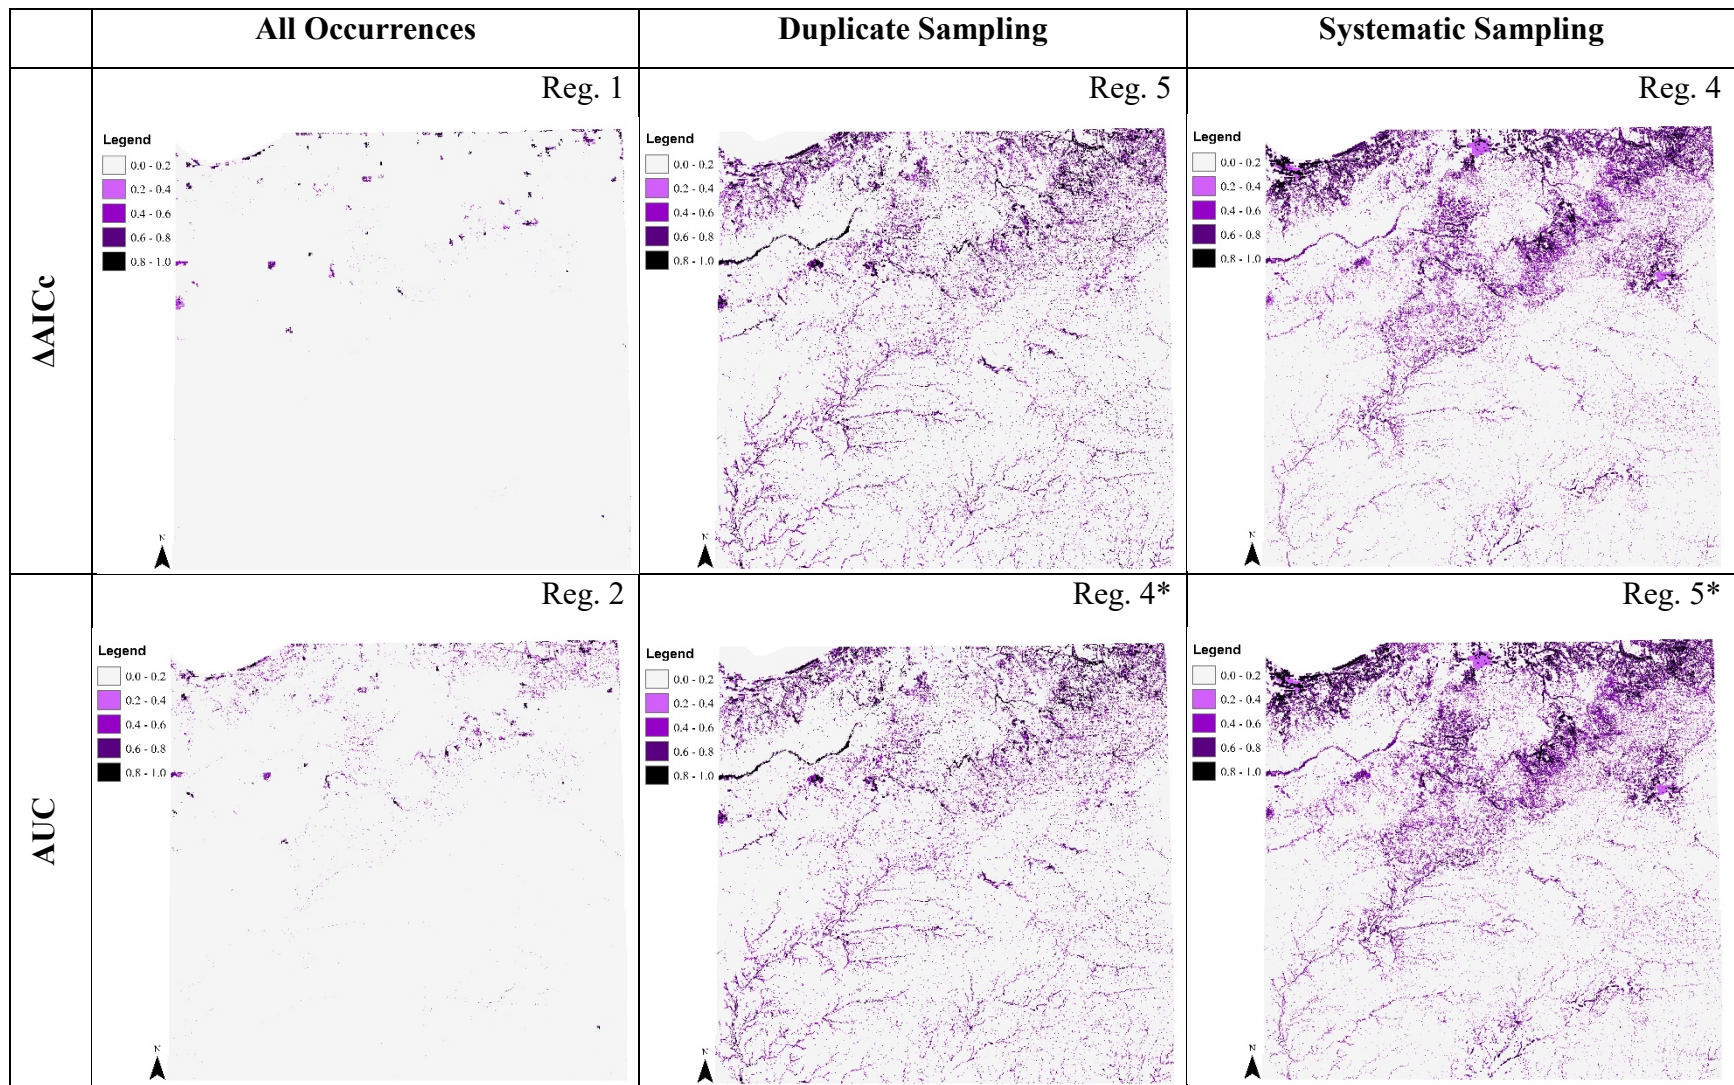 All Occurrences
Duplicate Sampling
Systematic Sampling
ΔAICc
Reg. 1
Legend
0.0 - 0.2
0.2 - 0.4
0.4 - 0.6
0.6 - 0.8
0.8 - 1.0
N
Reg. 5
Legend
0.0 - 0.2
0.2 - 0.4
0.4 - 0.6
0.6 - 0.8
0.8 - 1.0
N
Reg. 4
Legend
0.0 - 0.2
0.2 - 0.4
0.4 - 0.6
0.6 - 0.8
0.8 - 1.0
N
AUC
Reg. 2
Legend
0.0 - 0.2
0.2 - 0.4
0.4 - 0.6
0.6 - 0.8
0.8 - 1.0
N
Reg. 4*
Legend
0.0 - 0.2
0.2 - 0.4
0.4 - 0.6
0.6 - 0.8
0.8 - 1.0
N
Reg. 5*
Legend
0.0 - 0.2
0.2 - 0.4
0.4 - 0.6
0.6 - 0.8
0.8 - 1.0
N